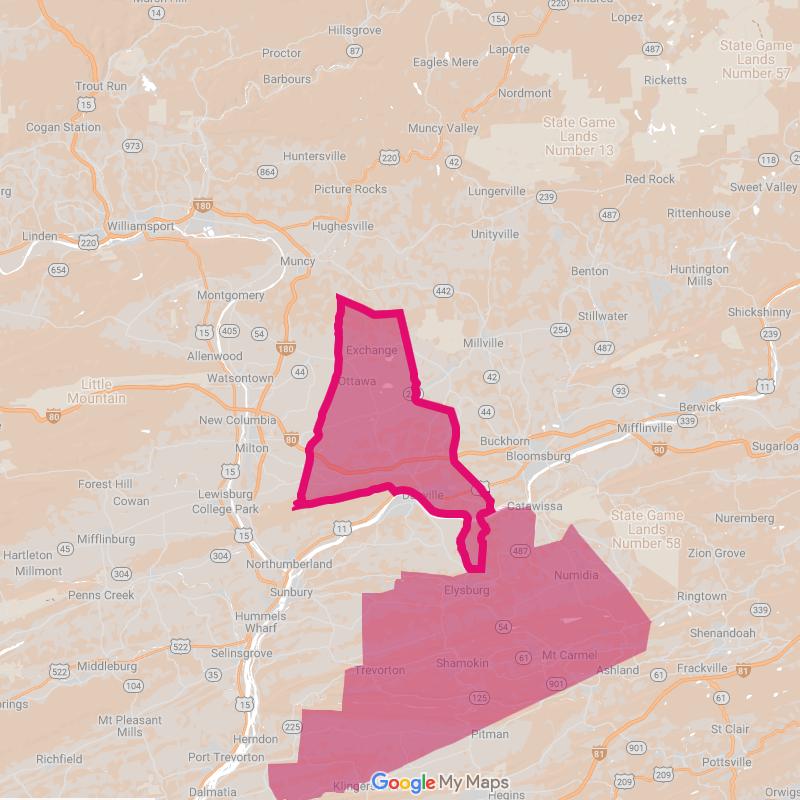 14
Hillsgrove
87
154
220
Lopez
487
Laporte
Proctor
Eagles Mere
State Game
Lands
Number 57
Barbours
Ricketts
Trout Run
15
Nordmont
Cogan Station
Muncy Valley
State Game
Lands
Number 13
973
Huntersville
220
42
118
864
Picture Rocks
Lungerville
239
Red Rock
Sweet Valley
180
487
Rittenhouse
Williamsport
Hughesville
Unityville
Linden
220
Muncy
654
Benton
Huntington
Mills
442
Montgomery
Stillwater
Shickshinny
15
405
54
254
239
180
Exchange
Millville
487
Allenwood
44
42
Watsontown
Ottawa
93
11
Little
Mountain
80
44
Berwick
New Columbia
339
Mifflinville
80
Buckhorn
80
Sugarloa
Milton
Bloomsburg
15
Forest Hill
Cowan
Lewisburg
College Park
Danville
Catawissa
State Game
Lands
Number 58
Nuremberg
11
15
Mifflinburg
Hartleton
45
304
487
Zion Grove
Millmont
Northumberland
Numidia
304
Penns Creek
Sunbury
Elysburg
Ringtown
339
Hummels
Wharf
54
Shenandoah
522
Selinsgrove
Mt Carmel
Shamokin
61
522
Middleburg
35
Trevorton
Ashland
61
Frackville
81
104
901
15
125
61
Mt Pleasant
Mills
225
Pitman
St Clair
Herndon
901
Richfield
Port Trevorton
81
Pottsville
209
209
Google My Maps
Dalmatia
Hegins